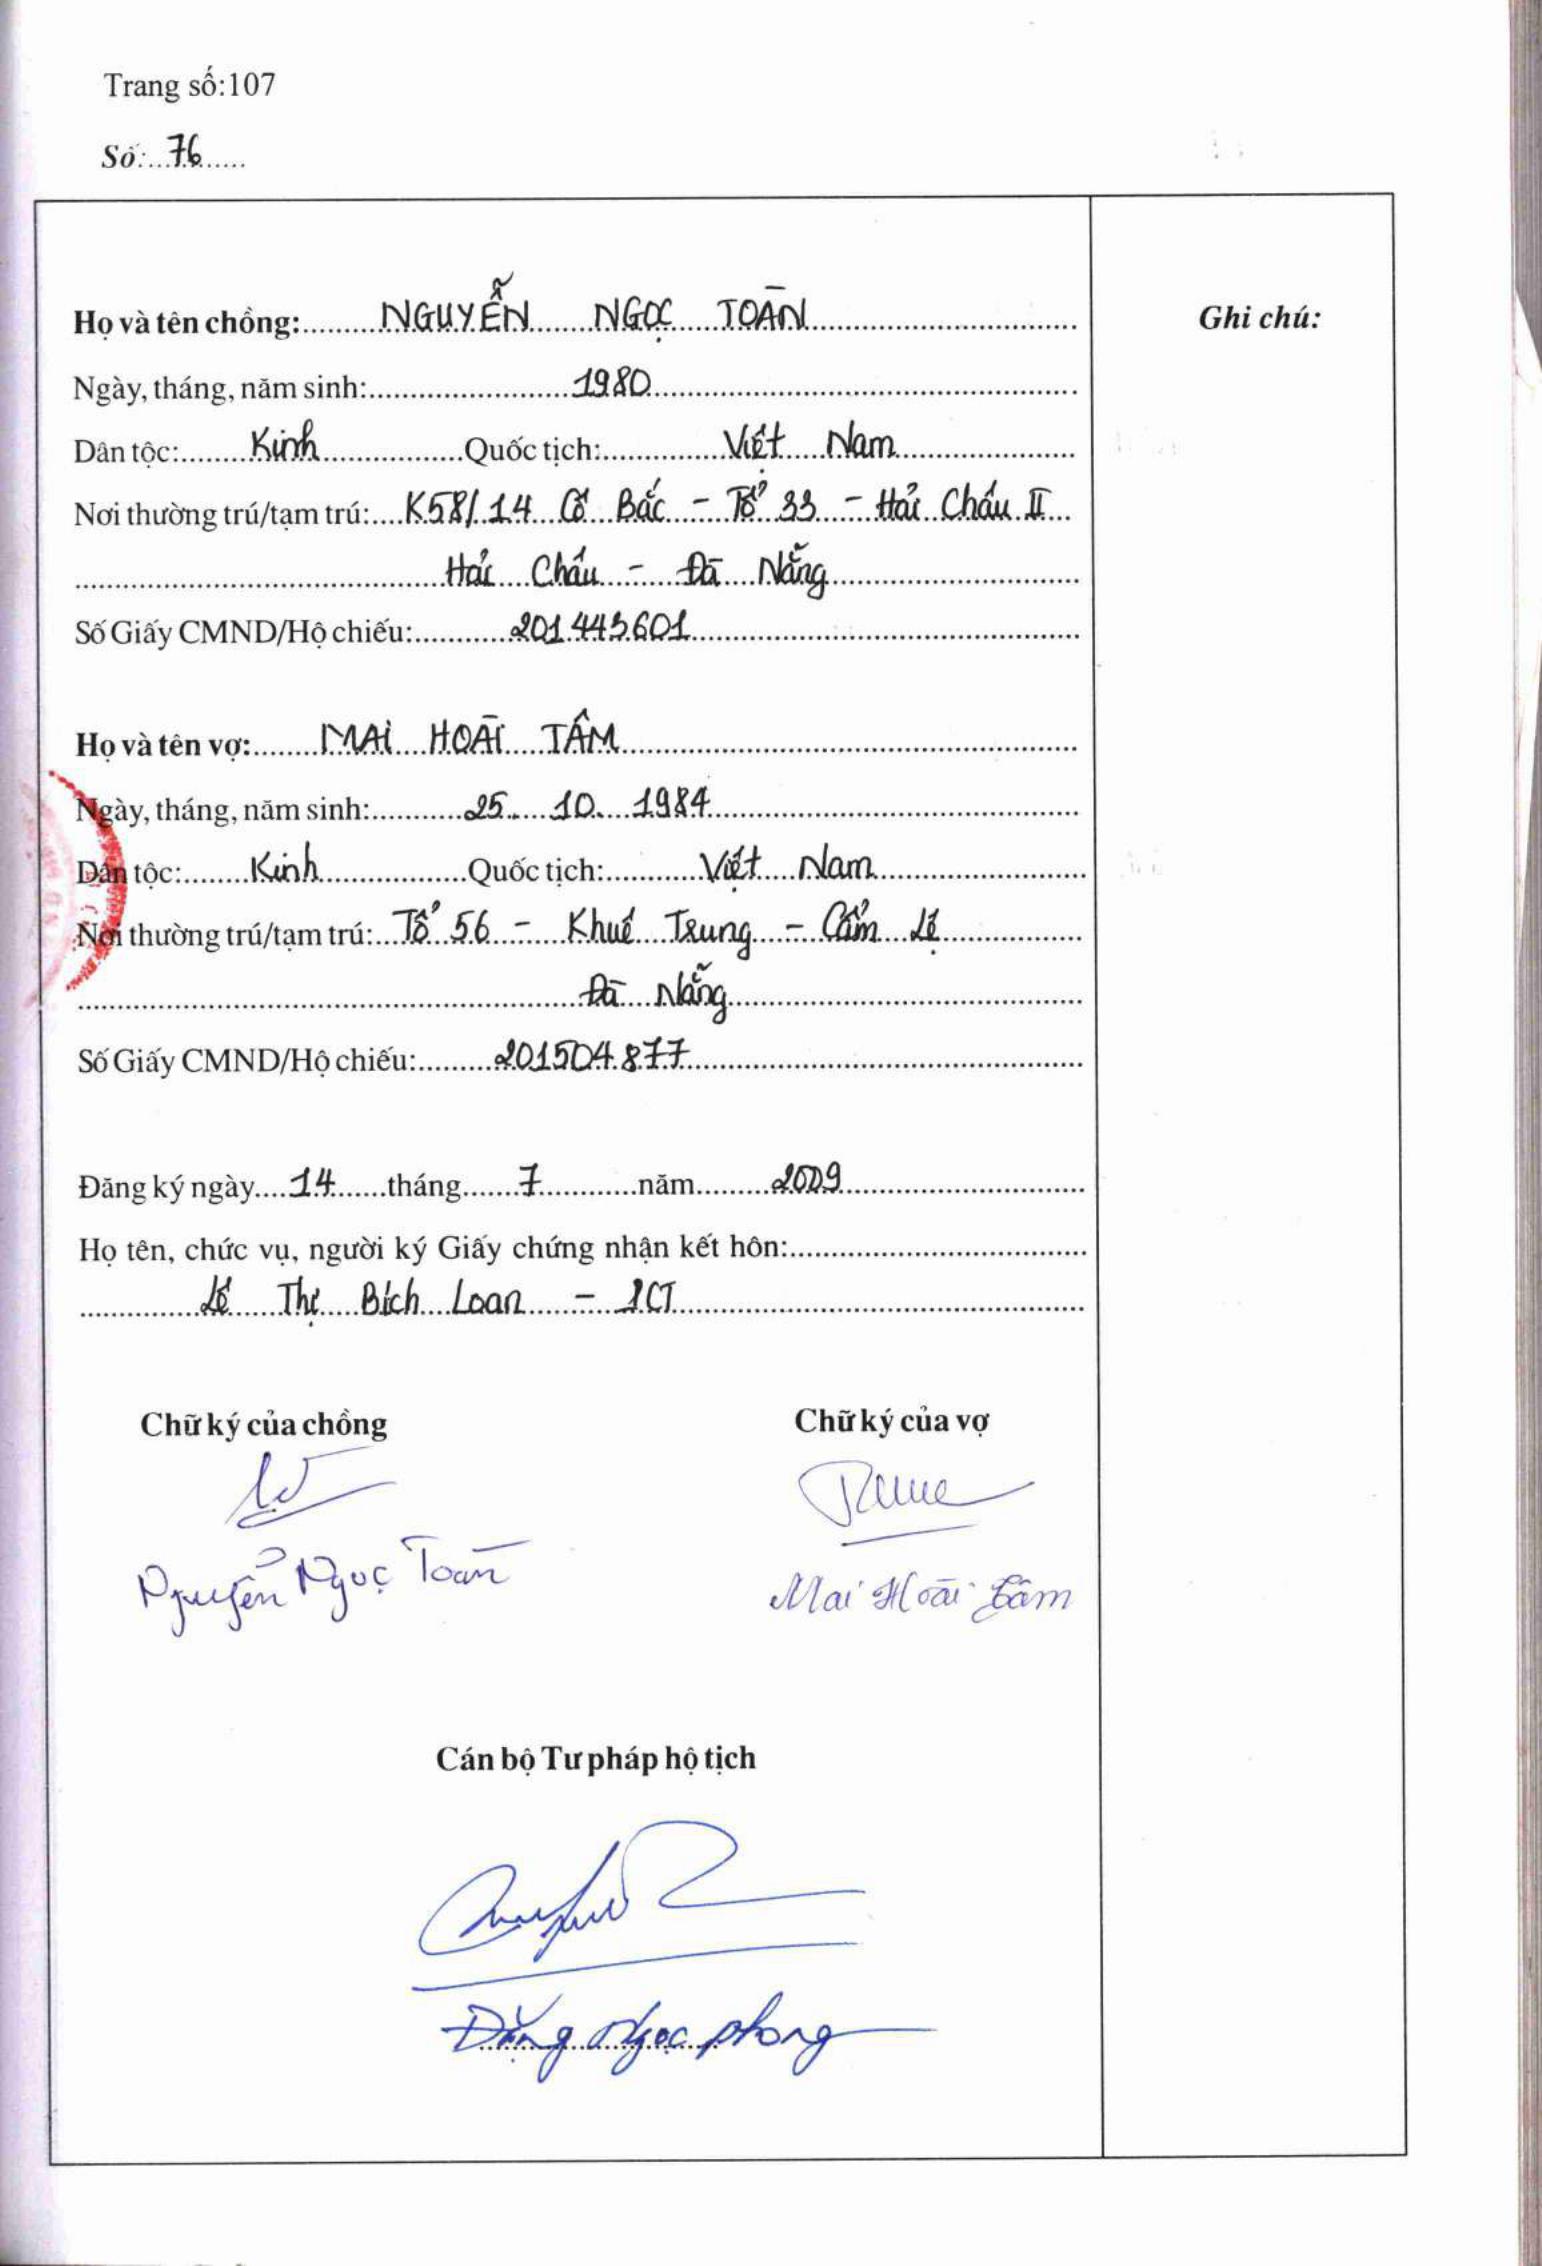 Trang số:107
Số: 76
Họ và tên chồng: NGUYỄN NGỌC TOÀN
Ghi chú:
Ngày, tháng, năm sinh: 1980
Dân tộc: Kinh Quốc tịch: Việt Nam
Nơi thường trú/tạm trú: K58/14 Cô Bắc - Tổ 33 - Hải Châu II
Hải Châu - Đà Nẵng
Số Giấy CMND/Hộ chiếu: 201445601
Họ và tên vợ: MAI HOÀI TÂM
Ngày, tháng, năm sinh: 25. 10. 1984
Dân tộc: Kinh Quốc tịch: Việt Nam
Nơi thường trú/tạm trú: Tổ 56 - Khuê Trung - Cẩm Lệ
Đà Nẵng
Số Giấy CMND/Hộ chiếu: 201504877
Đăng ký ngày 14 tháng 7 năm 2009
Họ tên, chức vụ, người ký Giấy chứng nhận kết hôn:
Lê Thị Bích Loan - PCT
Chữ ký của chồng Chữ ký của vợ
Nguyễn Ngọc Toàn Mai Hoài Tâm
Cán bộ Tư pháp hộ tịch
Đặng Ngọc Phong